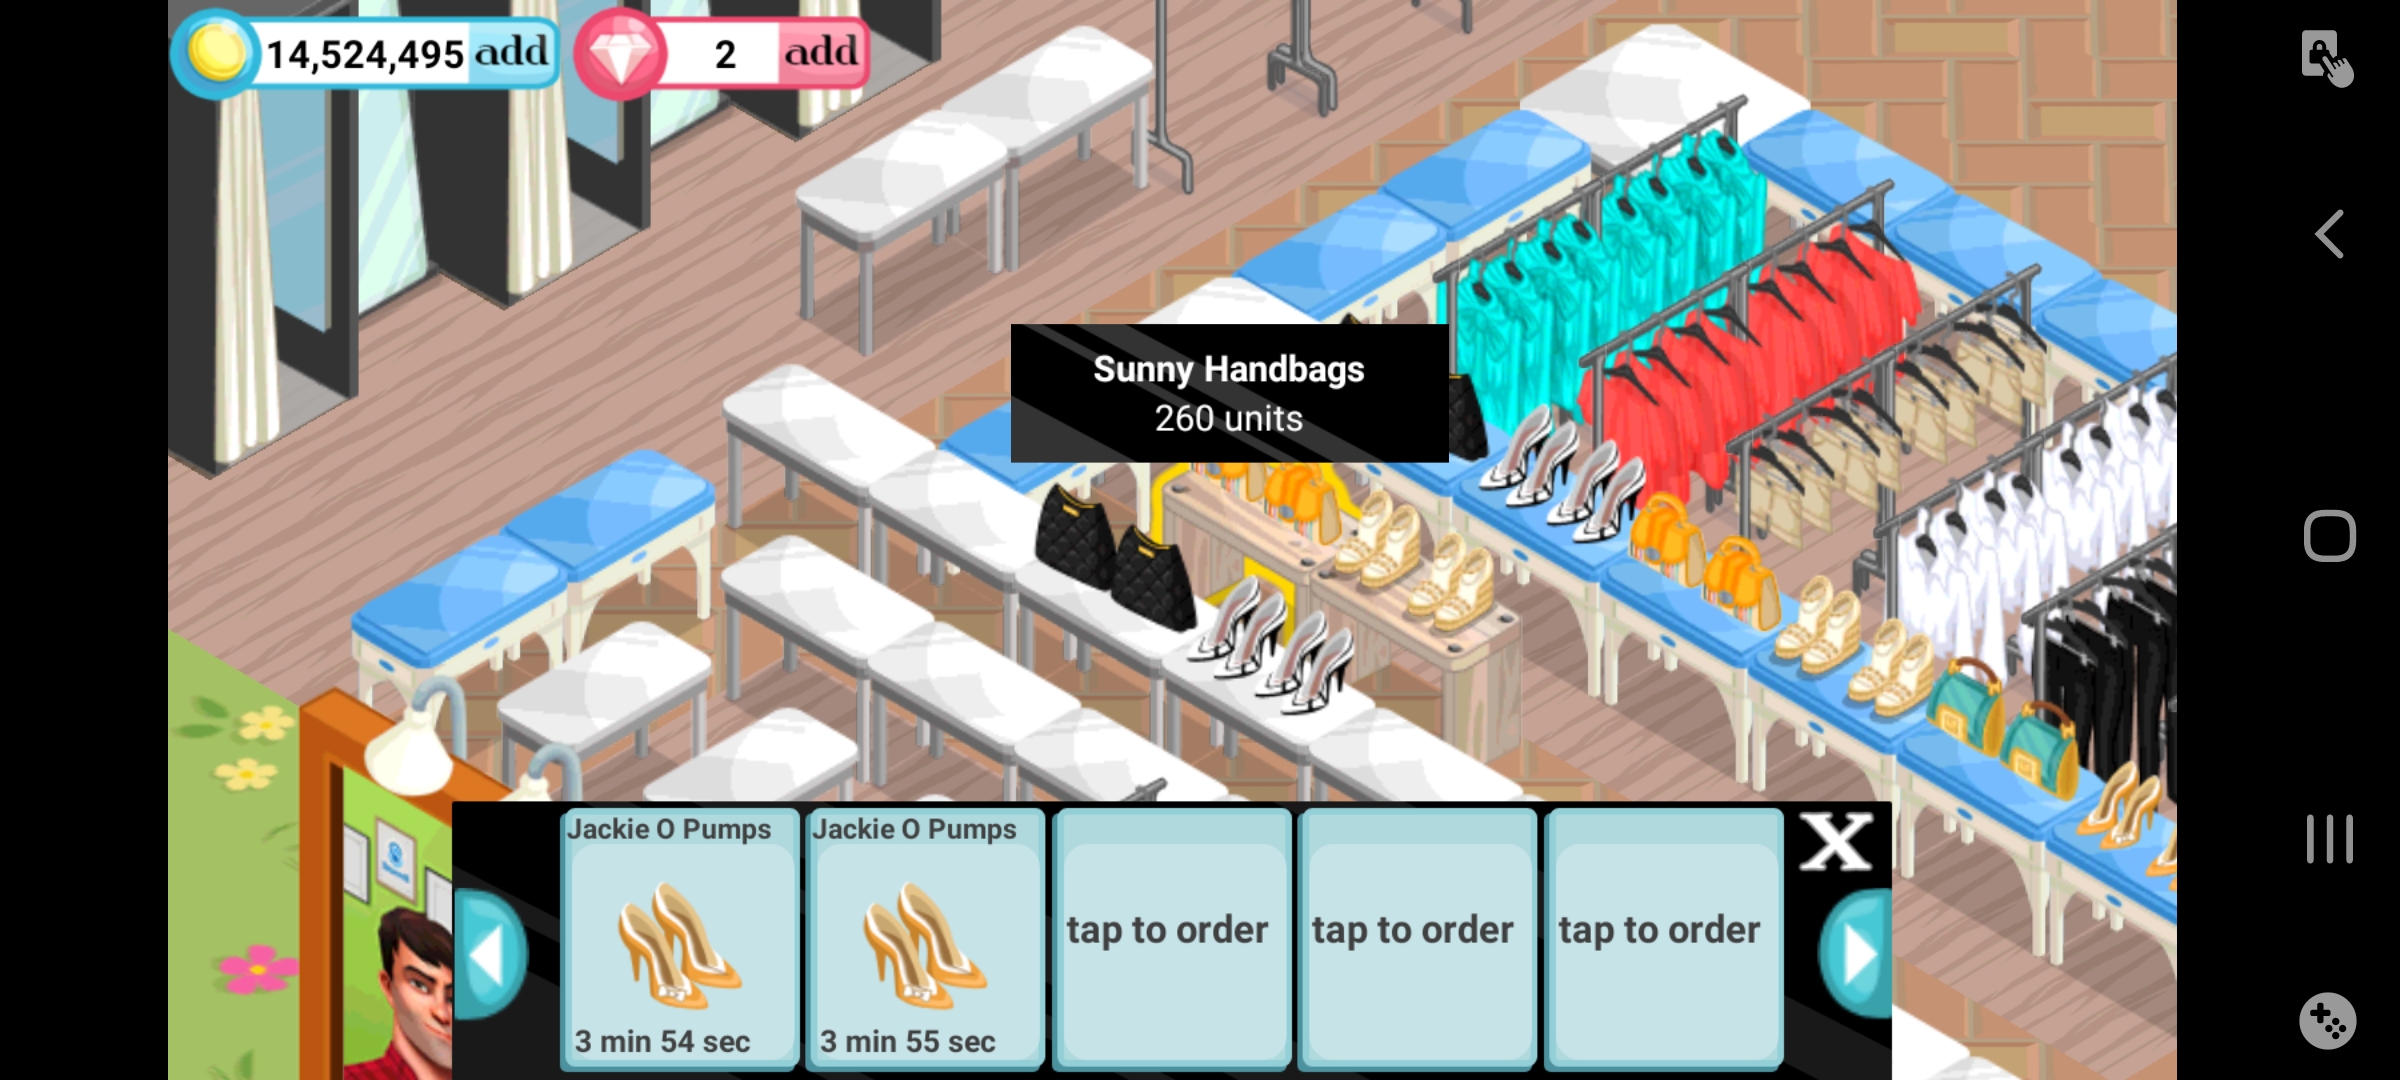 14,524,495 add
2 add
Sunny Handbags
260 units
Jackie O Pumps
3 min 54 sec
Jackie O Pumps
3 min 55 sec
tap to order
tap to order
tap to order
X